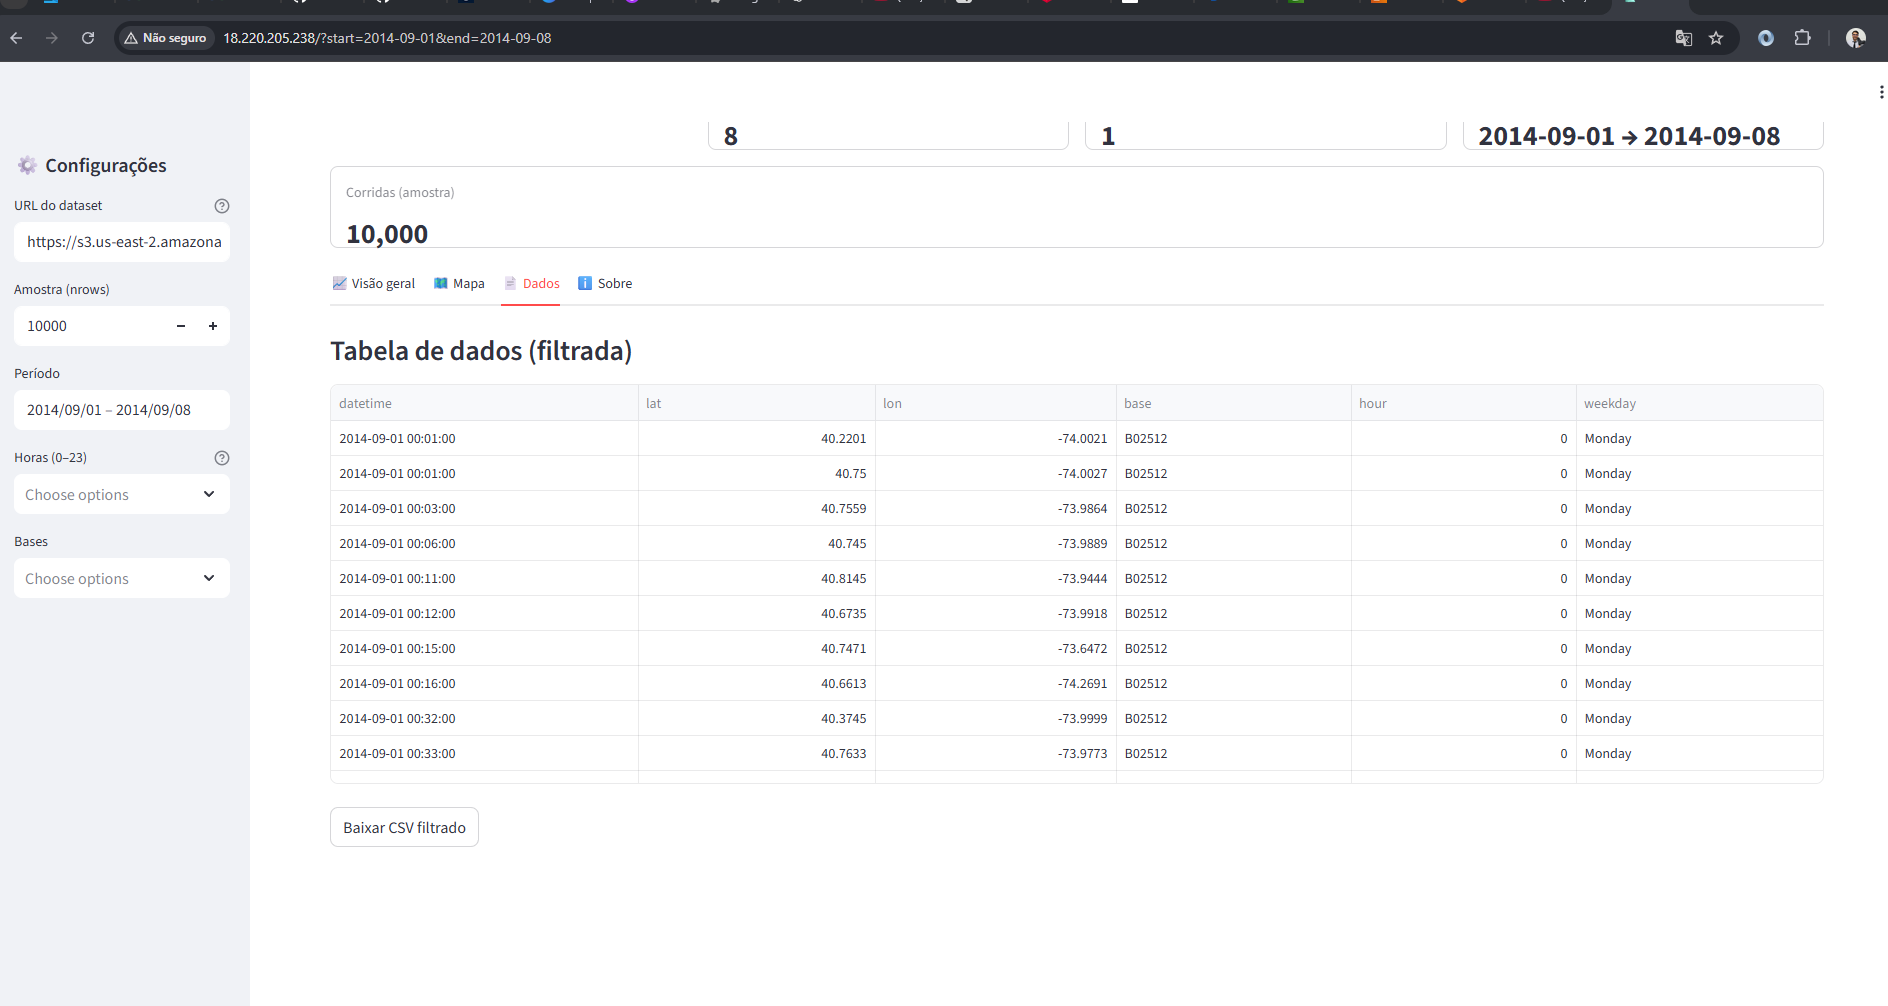 Não seguro 18.220.205.238/?start=2014-09-01&end=2014-09-08
Configurações
URL do dataset
https://s3.us-east-2.amazona
Amostra (nrows)
10000
Período
2014/09/01 – 2014/09/08
Horas (0–23)
Choose options
Bases
Choose options
8 1 2014-09-01 → 2014-09-08
Corridas (amostra)
10,000
Visão geral Mapa Dados Sobre
Tabela de dados (filtrada)
datetime lat lon base hour weekday
2014-09-01 00:01:00 40.2201 -74.0021 B02512 0 Monday
2014-09-01 00:01:00 40.75 -74.0027 B02512 0 Monday
2014-09-01 00:03:00 40.7559 -73.9864 B02512 0 Monday
2014-09-01 00:06:00 40.745 -73.9889 B02512 0 Monday
2014-09-01 00:11:00 40.8145 -73.9444 B02512 0 Monday
2014-09-01 00:12:00 40.6735 -73.9918 B02512 0 Monday
2014-09-01 00:15:00 40.7471 -73.6472 B02512 0 Monday
2014-09-01 00:16:00 40.6613 -74.2691 B02512 0 Monday
2014-09-01 00:32:00 40.3745 -73.9999 B02512 0 Monday
2014-09-01 00:33:00 40.7633 -73.9773 B02512 0 Monday
Baixar CSV filtrado